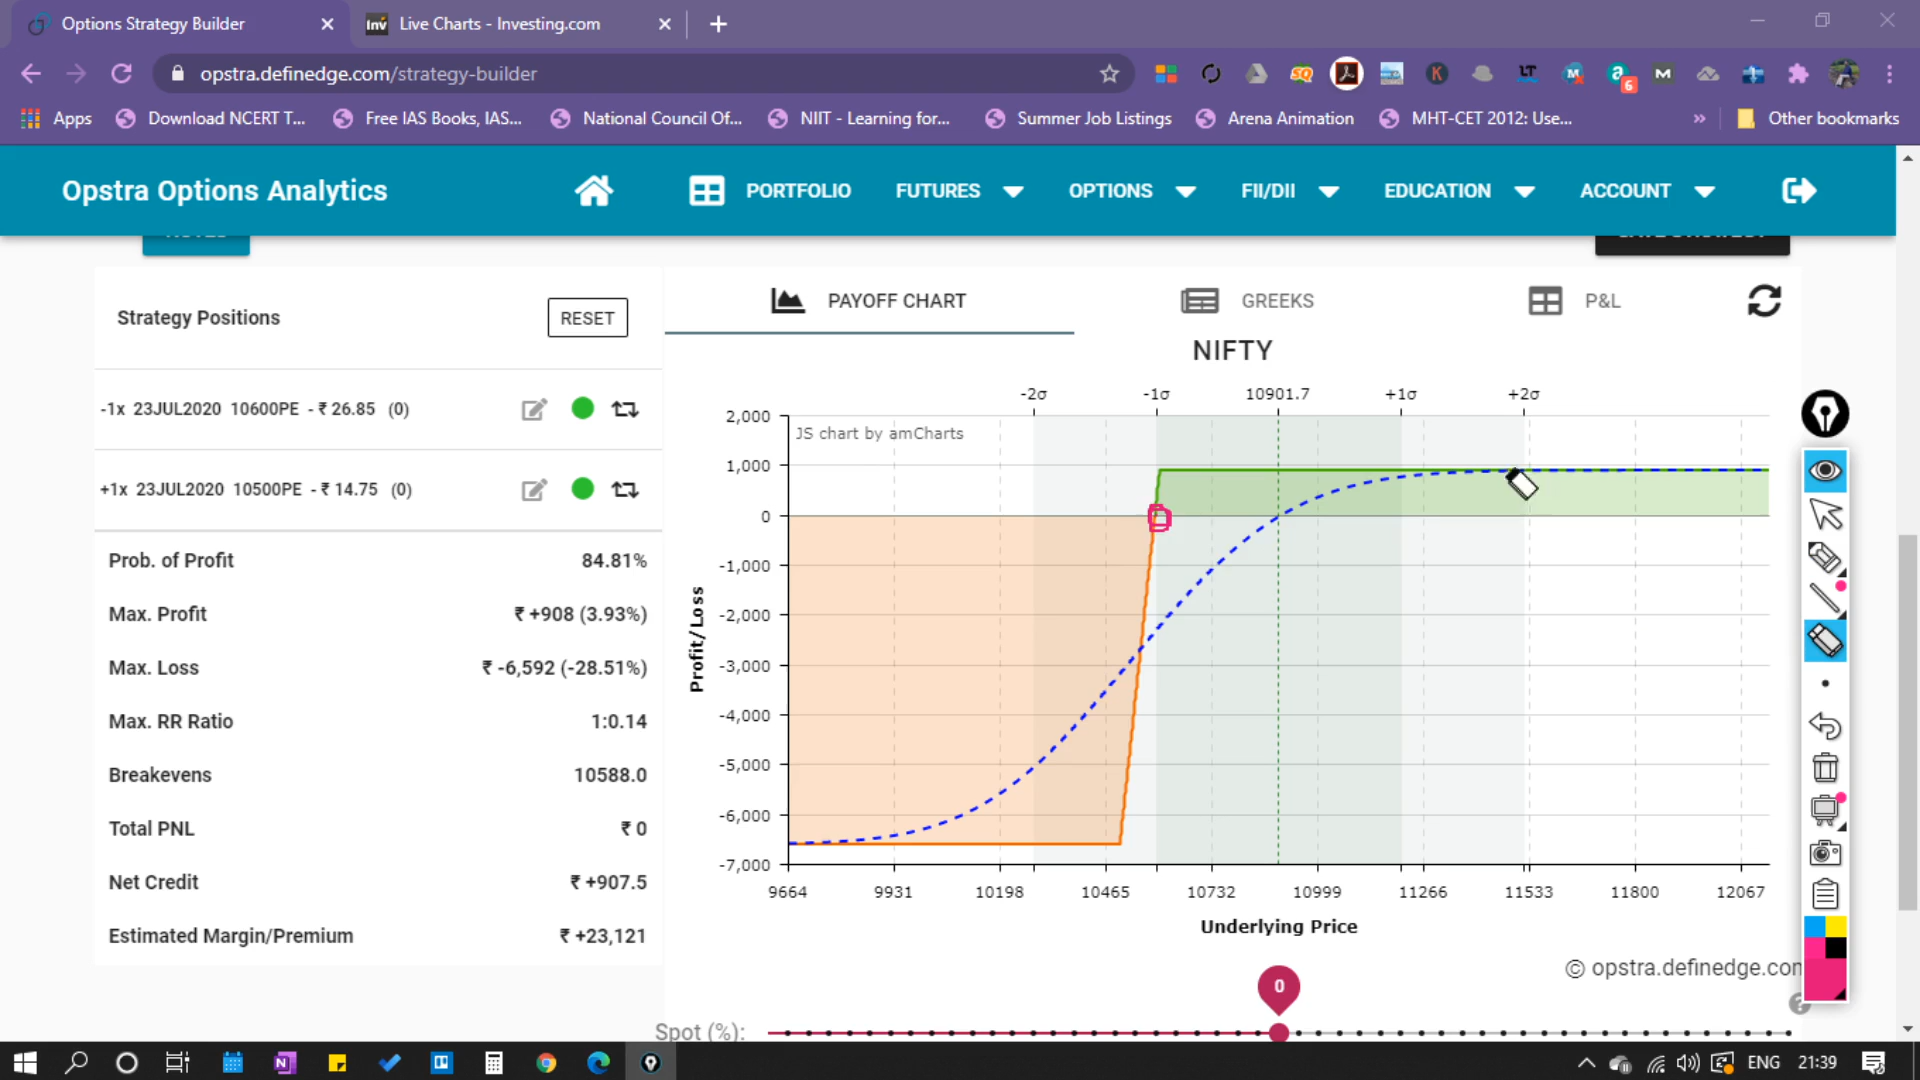 Options Strategy Builder
Inv
Live Charts - Investing.com
opstra.definedge.com/strategy-builder
SQ
K
LT
M
a
6
M
Apps
Download NCERT T...
Free IAS Books, IAS...
National Council Of...
NIIT - Learning for...
Summer Job Listings
Arena Animation
MHT-CET 2012: Use...
»
Other bookmarks
Opstra Options Analytics
PORTFOLIO
FUTURES
OPTIONS
FII/DII
EDUCATION
ACCOUNT
Strategy Positions
RESET
PAYOFF CHART
GREEKS
P&L
NIFTY
-1x 23JUL2020 10600PE - ₹ 26.85 (0)
+1x 23JUL2020 10500PE - ₹ 14.75 (0)
Prob. of Profit 84.81%
Max. Profit ₹ +908 (3.93%)
Max. Loss ₹ -6,592 (-28.51%)
Max. RR Ratio 1:0.14
Breakevens 10588.0
Total PNL ₹ 0
Net Credit ₹ +907.5
Estimated Margin/Premium ₹ +23,121
-2σ -1σ 10901.7 +1σ +2σ
JS chart by amCharts
2,000
1,000
0
-1,000
-2,000
-3,000
-4,000
-5,000
-6,000
-7,000
Profit/Loss
9664 9931 10198 10465 10732 10999 11266 11533 11800 12067
Underlying Price
© opstra.definedge.com
0
?
Spot (%):
N
ENG 21:39